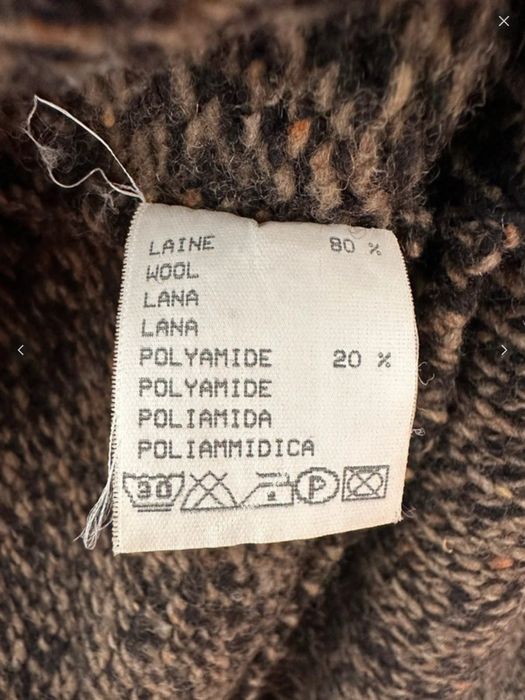 LAINE 80 %
WOOL
LANA
LANA
POLYAMIDE 20 %
POLYAMIDE
POLIAMIDA
POLIAMMIDICA
30 P